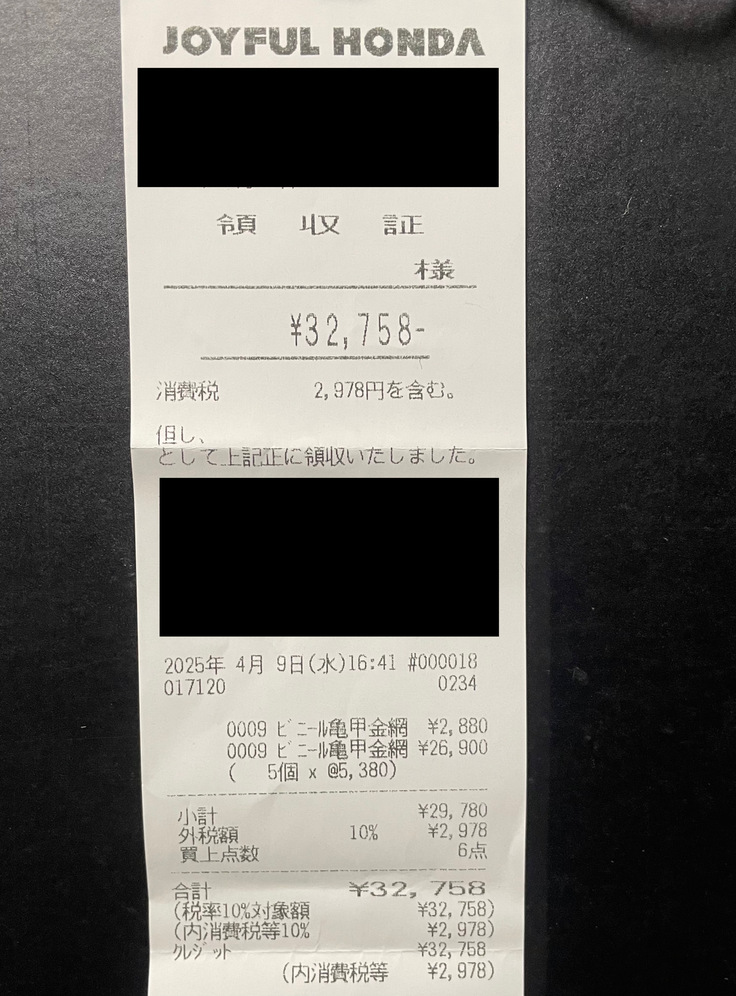 JOYFUL HONDA
領 収 証
様
¥32,758-
消費税 2,978円を含む。
但し、
として上記正に領収いたしました。
2025年 4月 9日(水)16:41 #000018
017120 0234
0009 ビニール亀甲金網 ¥2,880
0009 ビニール亀甲金網 ¥26,900
( 5個 x @5,380)
小計 ¥29,780
外税額 10% ¥2,978
買上点数 6点
合計 ¥32,758
(税率10%対象額 ¥32,758)
(内消費税等10% ¥2,978)
クレジット ¥32,758
(内消費税等 ¥2,978)